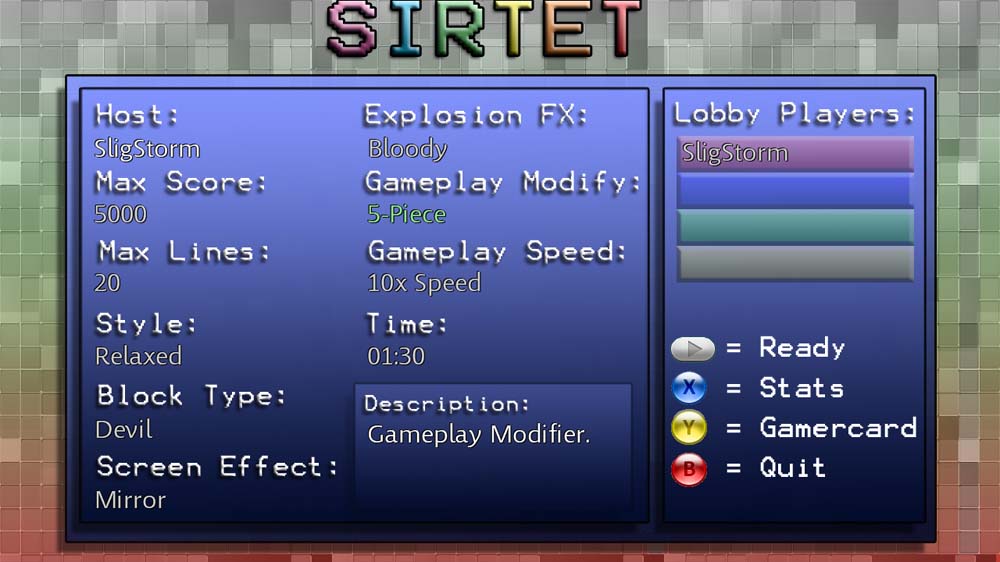 SIRTET
Host:
SligStorm
Max Score:
5000
Max Lines:
20
Style:
Relaxed
Block Type:
Devil
Screen Effect:
Mirror
Explosion FX:
Bloody
Gameplay Modify:
5-Piece
Gameplay Speed:
10x Speed
Time:
01:30
Description:
Gameplay Modifier.
Lobby Players:
SligStorm
= Ready
X = Stats
Y = Gamercard
B = Quit